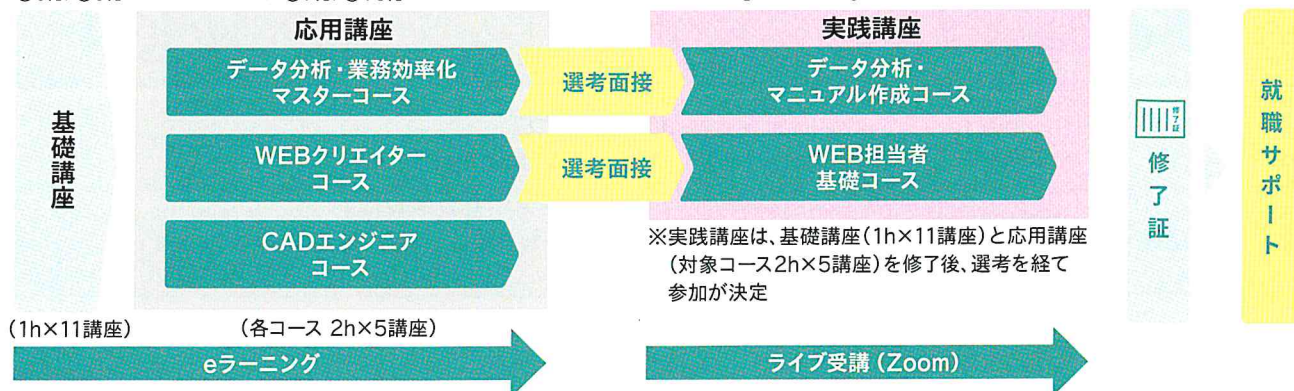 応用講座
実践講座
データ分析・業務効率化
マスターコース
選考面接
データ分析・
マニュアル作成コース
基礎講座
WEBクリエイター
コース
選考面接
WEB担当者
基礎コース
CADエンジニア
コース
※実践講座は、基礎講座(1h×11講座)と応用講座
(対象コース2h×5講座)を修了後、選考を経て
参加が決定
修了証
修了証
就職サポート
(1h×11講座)
(各コース 2h×5講座)
eラーニング
ライブ受講(Zoom)